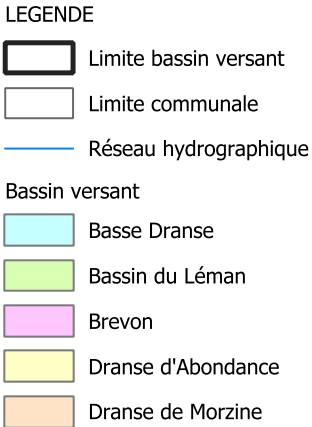 LEGENDE
Limite bassin versant
Limite communale
Réseau hydrographique
Bassin versant
Basse Dranse
Bassin du Léman
Brevon
Dranse d'Abondance
Dranse de Morzine